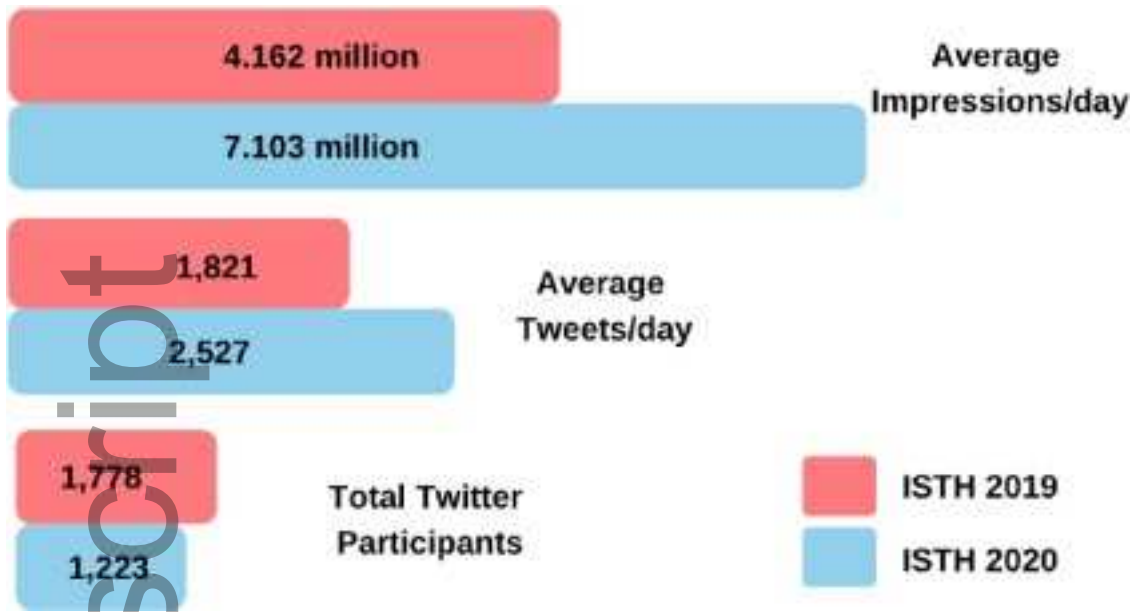 4.162 million
Average
Impressions/day
7.103 million
1,821
Average
Tweets/day
2,527
1,778
Total Twitter
Participants
1,223
ISTH 2019
ISTH 2020
script